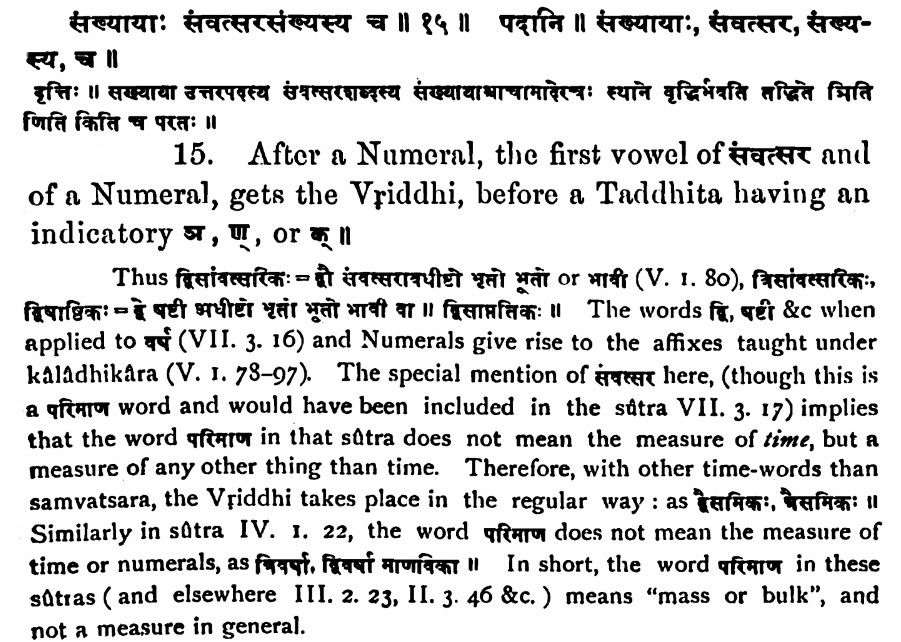 संख्यायाः संवत्सरसंख्यस्य च ॥ १५ ॥ पदानि ॥ संख्यायाः, संवत्सर, संख्य-
स्य, च ॥
वृत्तिः ॥ सख्याया उत्तरपदस्य संवत्सरशब्दस्य संख्यायाश्चाचामादेरचः स्थाने वृद्धिर्भवति तद्धिते ञिति
णिति किति च परतः ॥
15. After a Numeral, the first vowel of संवत्सर and
of a Numeral, gets the Vṛiddhi, before a Taddhita having an
indicatory ञ, ण्, or क् ॥
Thus द्विसांवत्सरिकः = द्वौ संवत्सरावधीष्टो भृतो भूतो or भावी (V. 1. 80), त्रिसांवत्सरिकः,
द्विषाष्टिकः = द्वे षष्टी अधीष्टो भृतो भूतो भावी वा ॥ द्विसाप्ततिकः ॥ The words द्वि, षष्टी &c when
applied to वर्ष (VII. 3. 16) and Numerals give rise to the affixes taught under
kâlâdhikâra (V. 1. 78–97). The special mention of संवत्सर here, (though this is
a परिमाण word and would have been included in the sûtra VII. 3. 17) implies
that the word परिमाण in that sûtra does not mean the measure of time, but a
measure of any other thing than time. Therefore, with other time-words than
samvatsara, the Vṛiddhi takes place in the regular way : as द्वैसमिकः, त्रैसमिकः ॥
Similarly in sûtra IV. 1. 22, the word परिमाण does not mean the measure of
time or numerals, as त्रिवर्षा, द्विवर्षा माणविका ॥ In short, the word परिमाण in these
sûtras ( and elsewhere III. 2. 23, II. 3. 46 &c. ) means “mass or bulk”, and
not a measure in general.